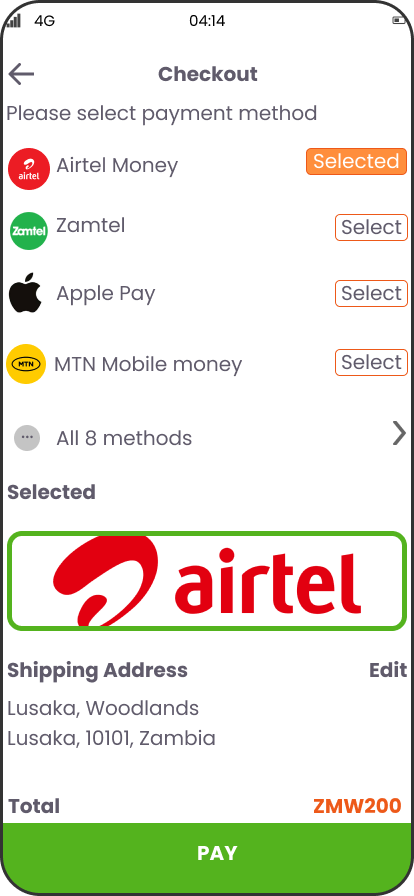 4G 04:14
Checkout
Please select payment method
airtel Airtel Money Selected
Zamtel Zamtel Select
Apple Pay Select
MTN MTN Mobile money Select
All 8 methods
Selected
airtel
Shipping Address Edit
Lusaka, Woodlands
Lusaka, 10101, Zambia
Total ZMW200
PAY